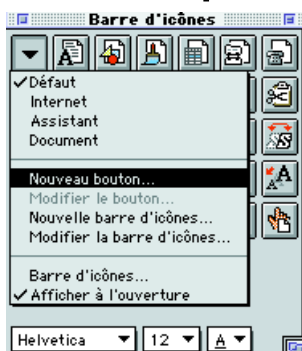 Barre d'icônes
Défaut
Internet
Assistant
Document
Nouveau bouton...
Modifier le bouton...
Nouvelle barre d'icônes...
Modifier la barre d'icônes...
Barre d'icônes...
Afficher à l'ouverture
Helvetica 12 A